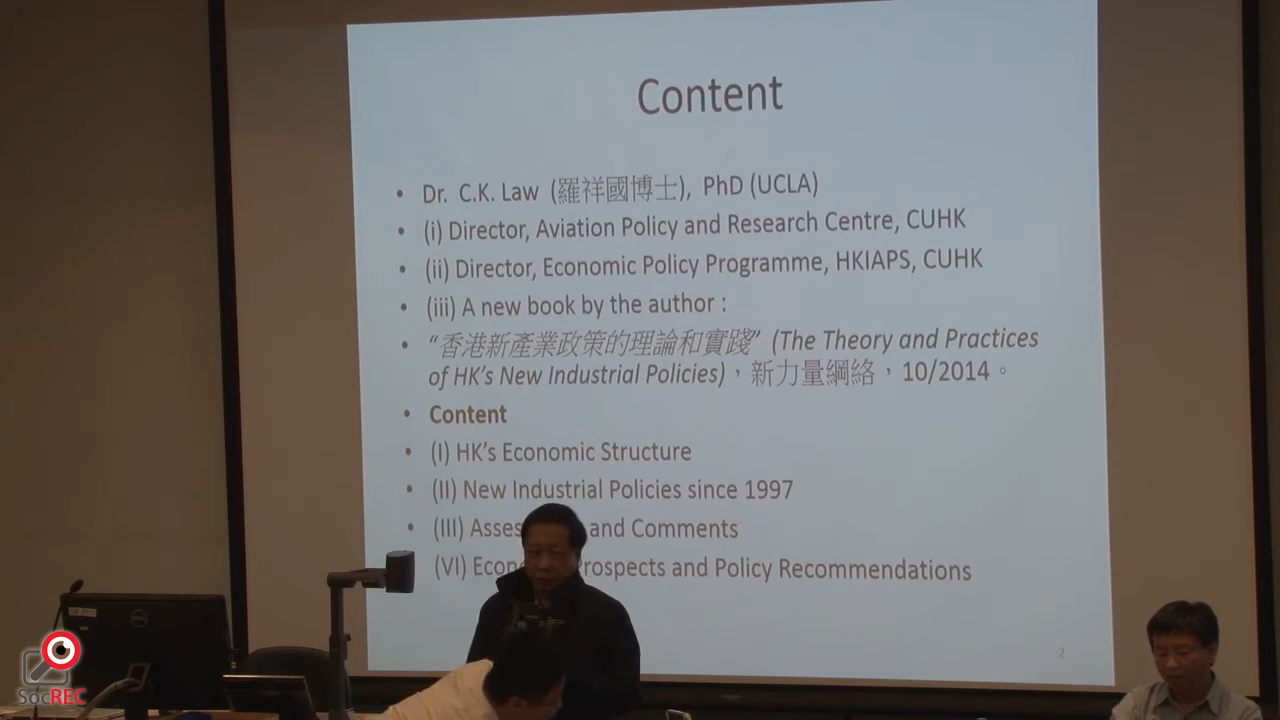 Content
• Dr. C.K. Law (羅祥國博士), PhD (UCLA)
• (i) Director, Aviation Policy and Research Centre, CUHK
• (ii) Director, Economic Policy Programme, HKIAPS, CUHK
• (iii) A new book by the author :
• “香港新產業政策的理論和實踐” (The Theory and Practices
of HK’s New Industrial Policies)，新力量網絡，10/2014。
• Content
• (I) HK’s Economic Structure
• (II) New Industrial Policies since 1997
• (III) and Comments
(VI) Prospects and Policy Recommendations
2
DELL
SocREC